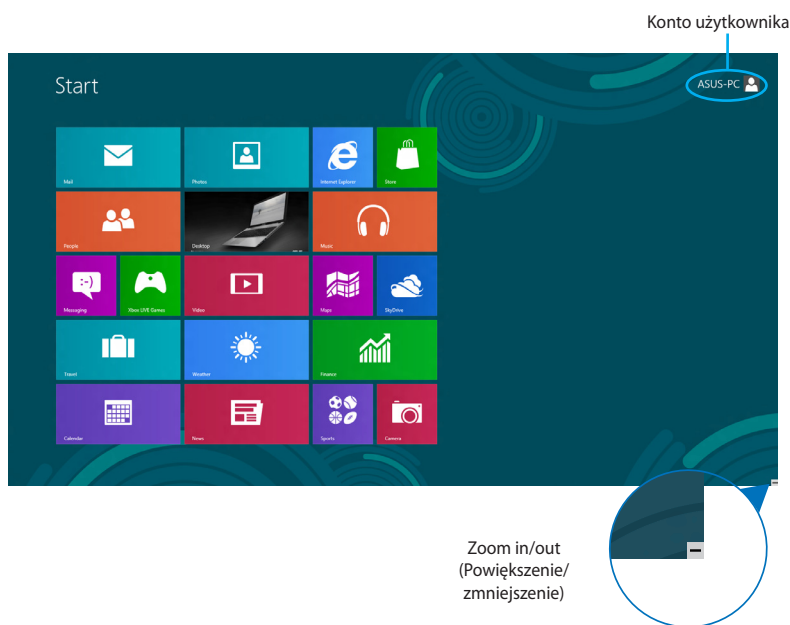 Konto użytkownika
Start
ASUS-PC
Mail
Photos
Internet Explorer
Store
People
Desktop
Music
Messaging
Xbox LIVE Games
Video
Maps
SkyDrive
Travel
Weather
Finance
Calendar
News
Sports
Camera
Zoom in/out
(Powiększenie/
zmniejszenie)